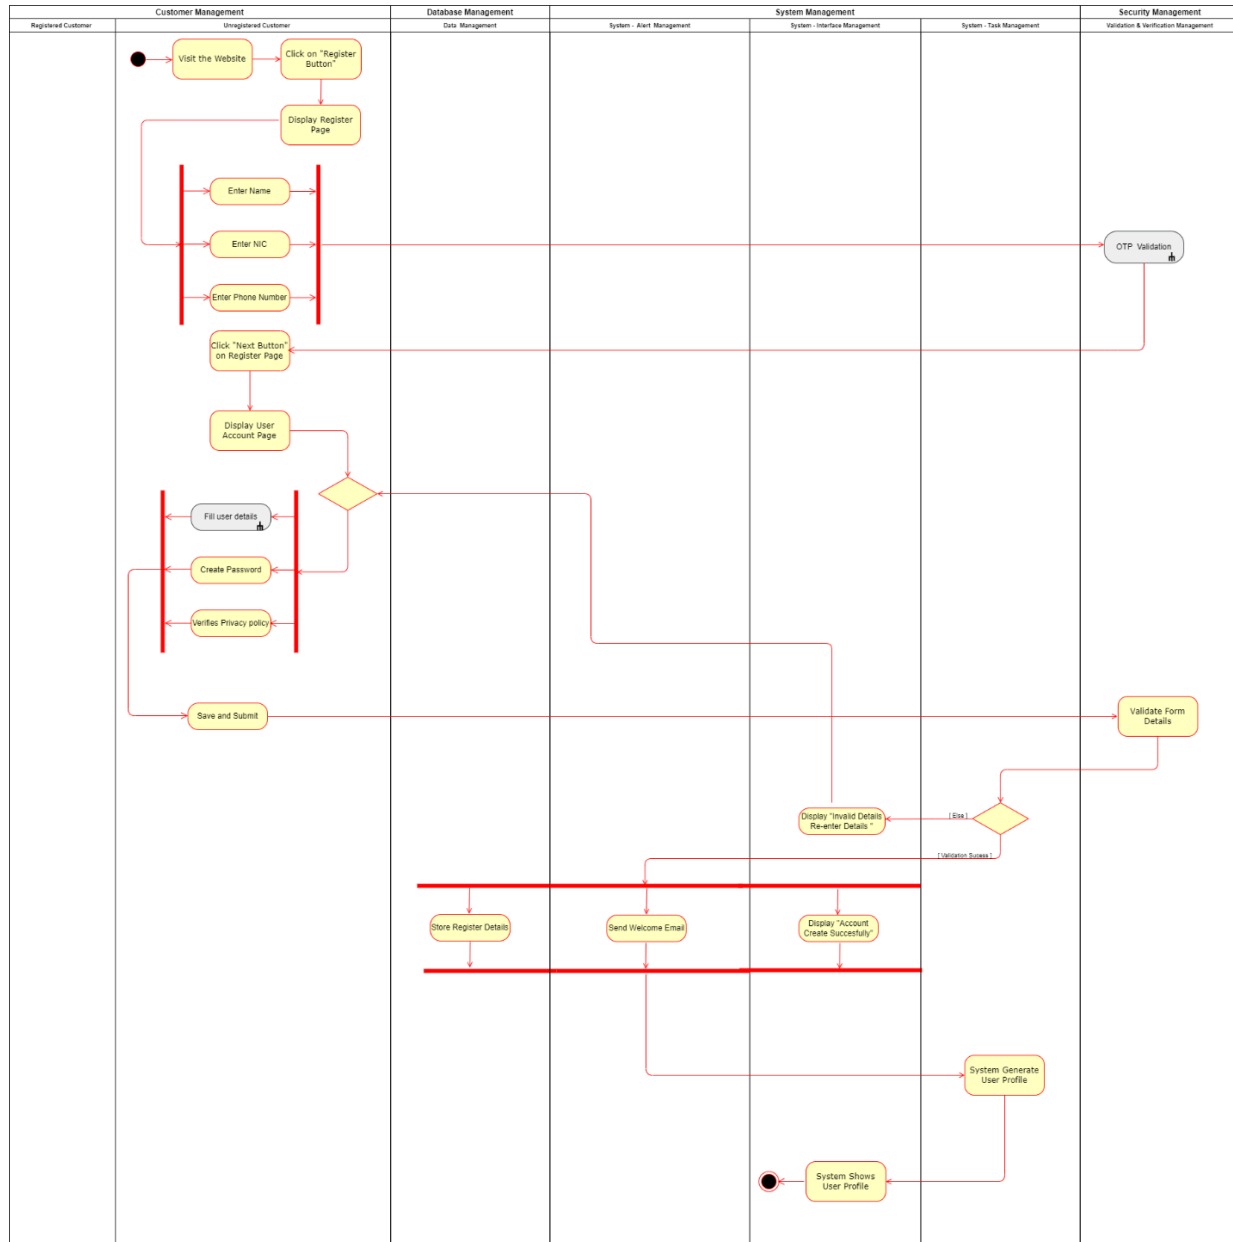 Customer Management
Database Management
System Management
Security Management
Registered Customer
Unregistered Customer
Data Management
System - Alert Management
System - Interface Management
System - Task Management
Validation & Verification Management
Visit the Website
Click on "Register
Button"
Display Register
Page
Enter Name
Enter NIC
OTP Validation
Enter Phone Number
Click "Next Button"
on Register Page
Display User
Account Page
Fill user details
Create Password
Verifies Privacy policy
Save and Submit
Validate Form
Details
Display "Invalid Details
Re-enter Details "
[ Else ]
[ Validation Sucess ]
Store Register Details
Send Welcome Email
Display "Account
Create Succesfully"
System Generate
User Profile
System Shows
User Profile